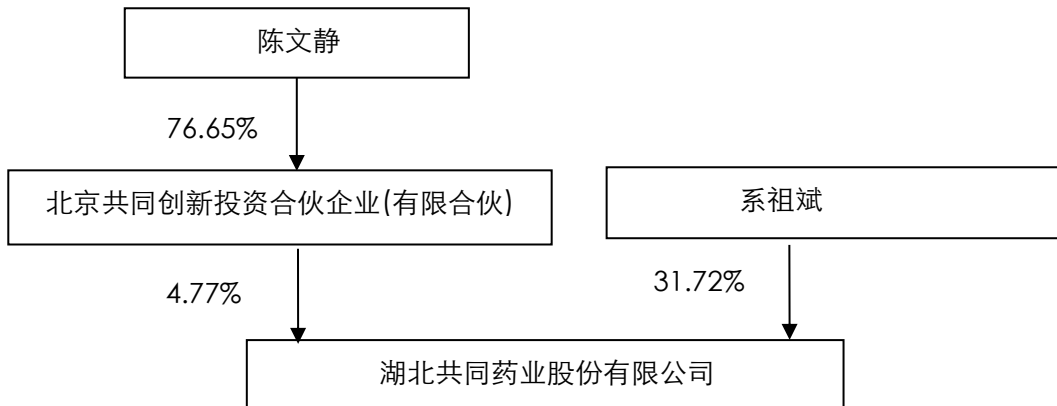 陈文静
76.65%
北京共同创新投资合伙企业(有限合伙)
系祖斌
4.77%
31.72%
湖北共同药业股份有限公司